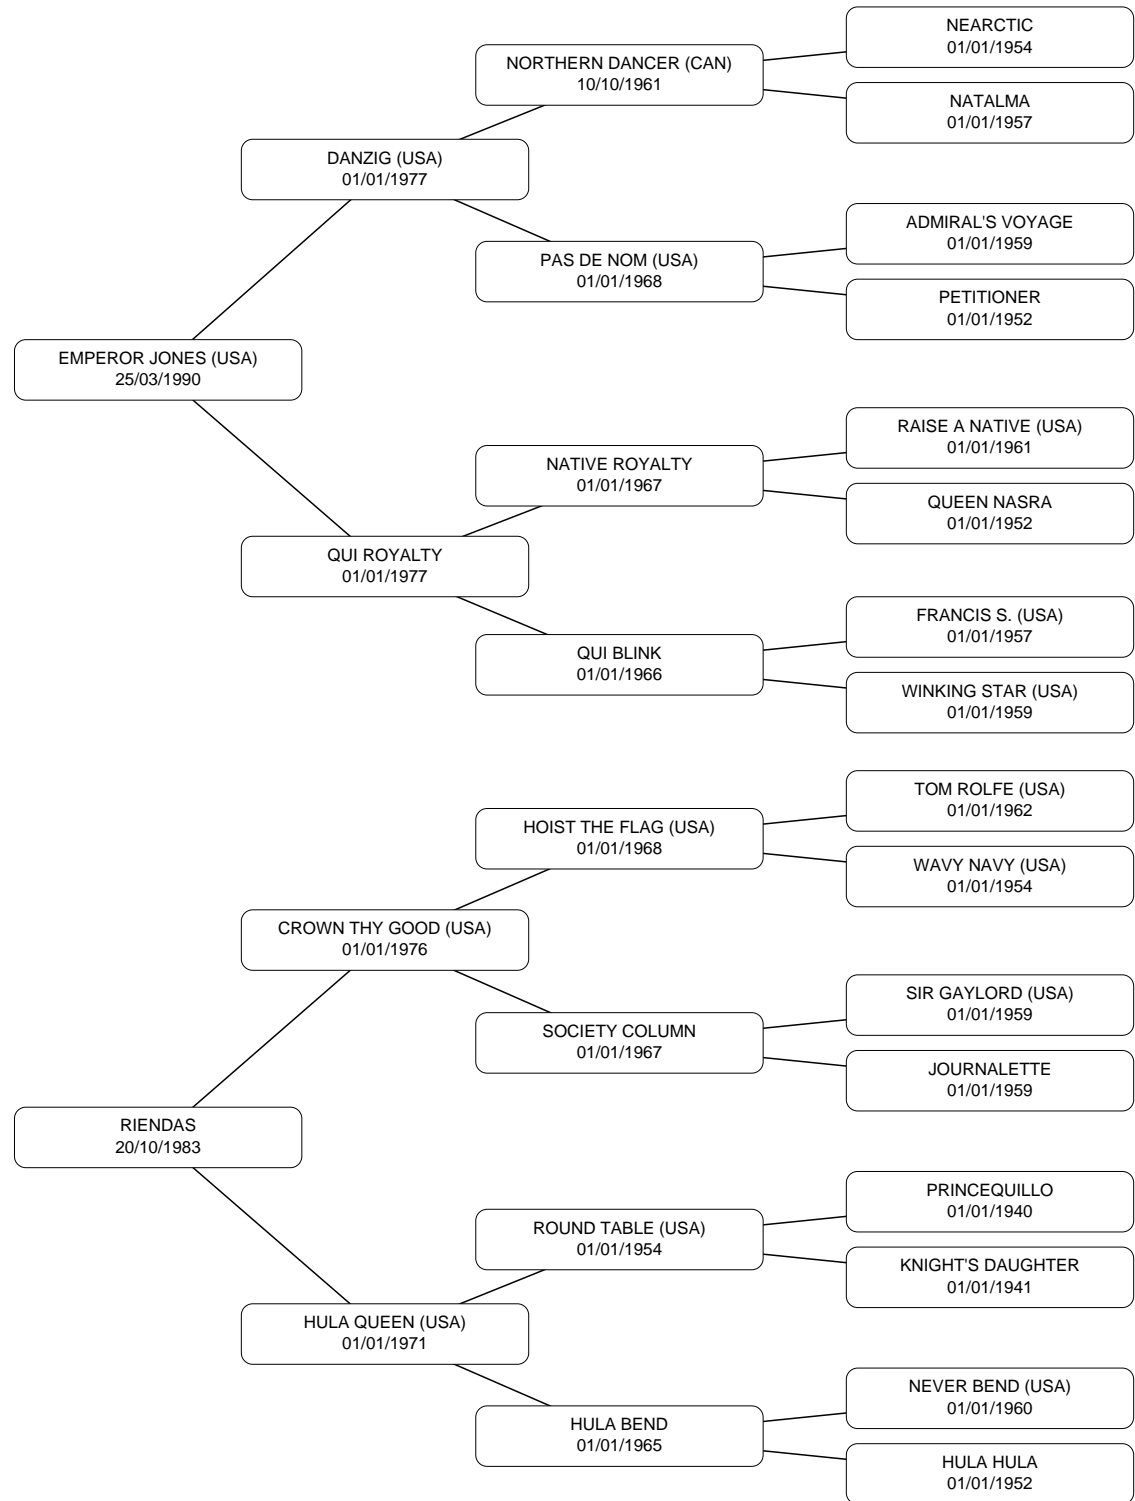 NEARCTIC
01/01/1954
NORTHERN DANCER (CAN)
10/10/1961
NATALMA
01/01/1957
DANZIG (USA)
01/01/1977
ADMIRAL'S VOYAGE
01/01/1959
PAS DE NOM (USA)
01/01/1968
PETITIONER
01/01/1952
EMPEROR JONES (USA)
25/03/1990
RAISE A NATIVE (USA)
01/01/1961
NATIVE ROYALTY
01/01/1967
QUEEN NASRA
01/01/1952
QUI ROYALTY
01/01/1977
FRANCIS S. (USA)
01/01/1957
QUI BLINK
01/01/1966
WINKING STAR (USA)
01/01/1959
TOM ROLFE (USA)
01/01/1962
HOIST THE FLAG (USA)
01/01/1968
WAVY NAVY (USA)
01/01/1954
CROWN THY GOOD (USA)
01/01/1976
SIR GAYLORD (USA)
01/01/1959
SOCIETY COLUMN
01/01/1967
JOURNALETTE
01/01/1959
RIENDAS
20/10/1983
PRINCEQUILLO
01/01/1940
ROUND TABLE (USA)
01/01/1954
KNIGHT'S DAUGHTER
01/01/1941
HULA QUEEN (USA)
01/01/1971
NEVER BEND (USA)
01/01/1960
HULA BEND
01/01/1965
HULA HULA
01/01/1952